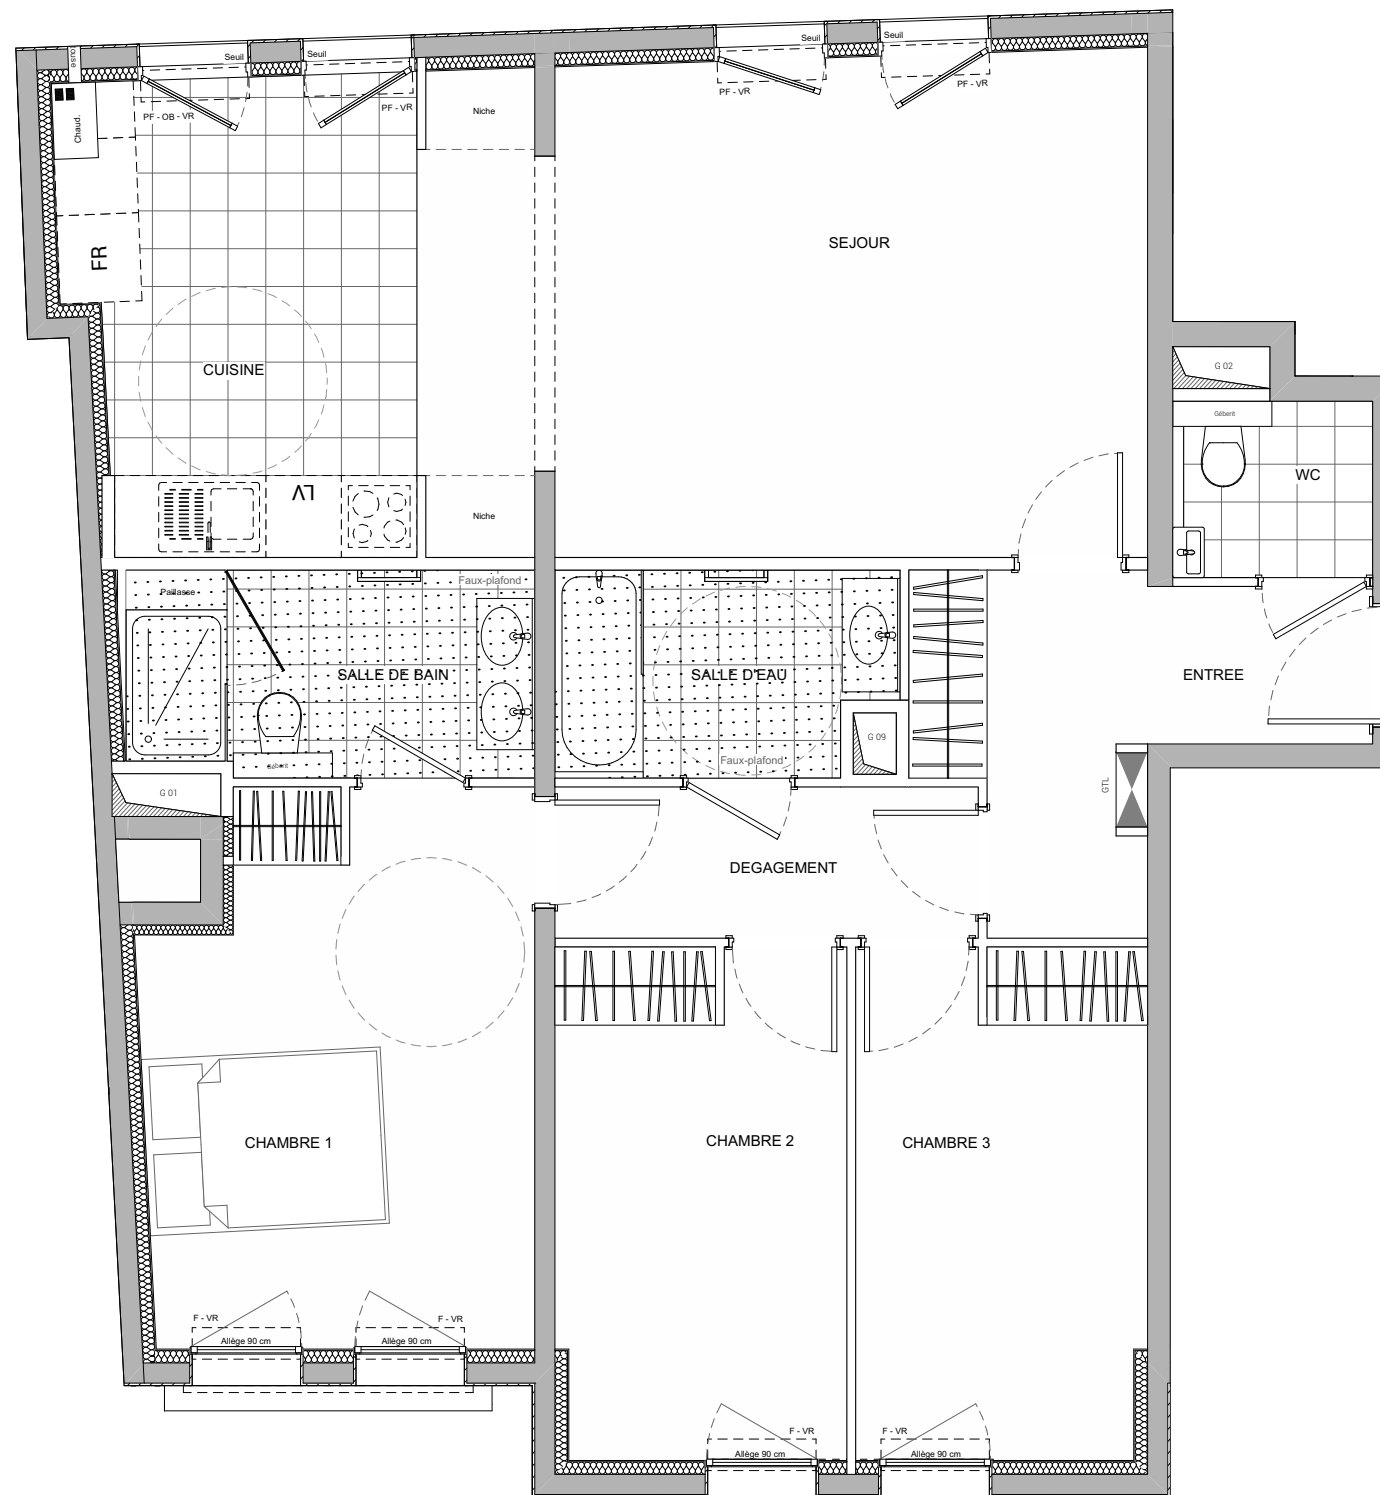 Seuil
Seuil
Seuil
Seuil
PF - OB - VR
PF - VR
PF - VR
PF - VR
Chaud.
Niche
FR
SEJOUR
CUISINE
G 02
Géberit
WC
LV
Niche
Faux-plafond
Paillasse
SALLE DE BAIN
SALLE D'EAU
ENTREE
G 09
Géberit
Faux-plafond
G 01
GTL
DEGAGEMENT
CHAMBRE 1
CHAMBRE 2
CHAMBRE 3
F - VR
F - VR
Allège 90 cm
Allège 90 cm
F - VR
F - VR
Allège 90 cm
Allège 90 cm